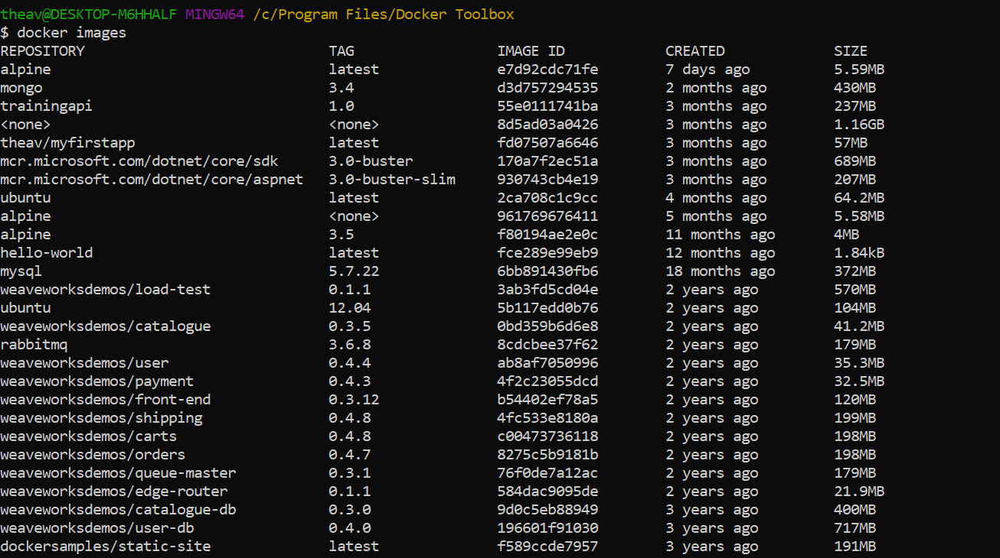 theav@DESKTOP-M6HHALF MINGW64 /c/Program Files/Docker Toolbox
$ docker images
REPOSITORY TAG IMAGE ID CREATED SIZE
alpine latest e7d92cdc71fe 7 days ago 5.59MB
mongo 3.4 d3d757294535 2 months ago 430MB
trainingapi 1.0 55e0111741ba 3 months ago 237MB
<none> <none> 8d5ad03a0426 3 months ago 1.16GB
theav/myfirstapp latest fd07507a6646 3 months ago 57MB
mcr.microsoft.com/dotnet/core/sdk 3.0-buster 170a7f2ec51a 3 months ago 689MB
mcr.microsoft.com/dotnet/core/aspnet 3.0-buster-slim 930743cb4e19 3 months ago 207MB
ubuntu latest 2ca708c1c9cc 4 months ago 64.2MB
alpine <none> 961769676411 5 months ago 5.58MB
alpine 3.5 f80194ae2e0c 11 months ago 4MB
hello-world latest fce289e99eb9 12 months ago 1.84kB
mysql 5.7.22 6bb891430fb6 18 months ago 372MB
weaveworksdemos/load-test 0.1.1 3ab3fd5cd04e 2 years ago 570MB
ubuntu 12.04 5b117edd0b76 2 years ago 104MB
weaveworksdemos/catalogue 0.3.5 0bd359b6d6e8 2 years ago 41.2MB
rabbitmq 3.6.8 8cdcbee37f62 2 years ago 179MB
weaveworksdemos/user 0.4.4 ab8af7050996 2 years ago 35.3MB
weaveworksdemos/payment 0.4.3 4f2c23055dcd 2 years ago 32.5MB
weaveworksdemos/front-end 0.3.12 b54402ef78a5 2 years ago 120MB
weaveworksdemos/shipping 0.4.8 4fc533e8180a 2 years ago 199MB
weaveworksdemos/carts 0.4.8 c00473736118 2 years ago 198MB
weaveworksdemos/orders 0.4.7 8275c5b9181b 2 years ago 198MB
weaveworksdemos/queue-master 0.3.1 76f0de7a12ac 2 years ago 179MB
weaveworksdemos/edge-router 0.1.1 584dac9095de 2 years ago 21.9MB
weaveworksdemos/catalogue-db 0.3.0 9d0c5eb88949 3 years ago 400MB
weaveworksdemos/user-db 0.4.0 196601f91030 3 years ago 717MB
dockersamples/static-site latest f589ccde7957 3 years ago 191MB